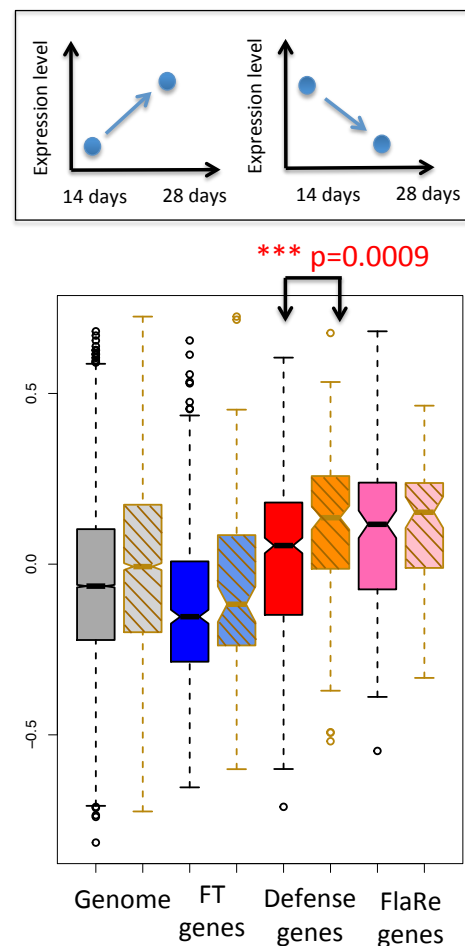 Expression level
14 days 28 days
Expression level
14 days 28 days
*** p=0.0009
0.5
0.0
−0.5
Genome FT genes Defense genes FlaRe genes